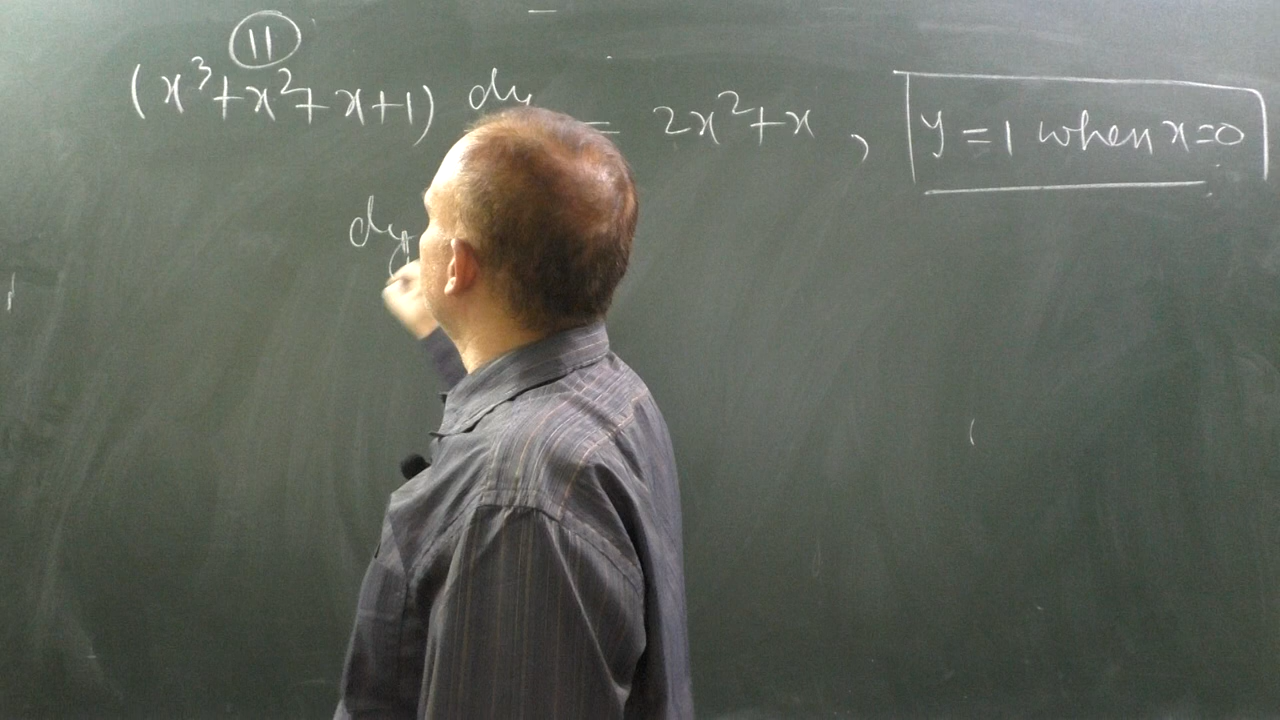 11
(x³+x²+x+1) dy = 2x²+x , y=1 when x=0
dy